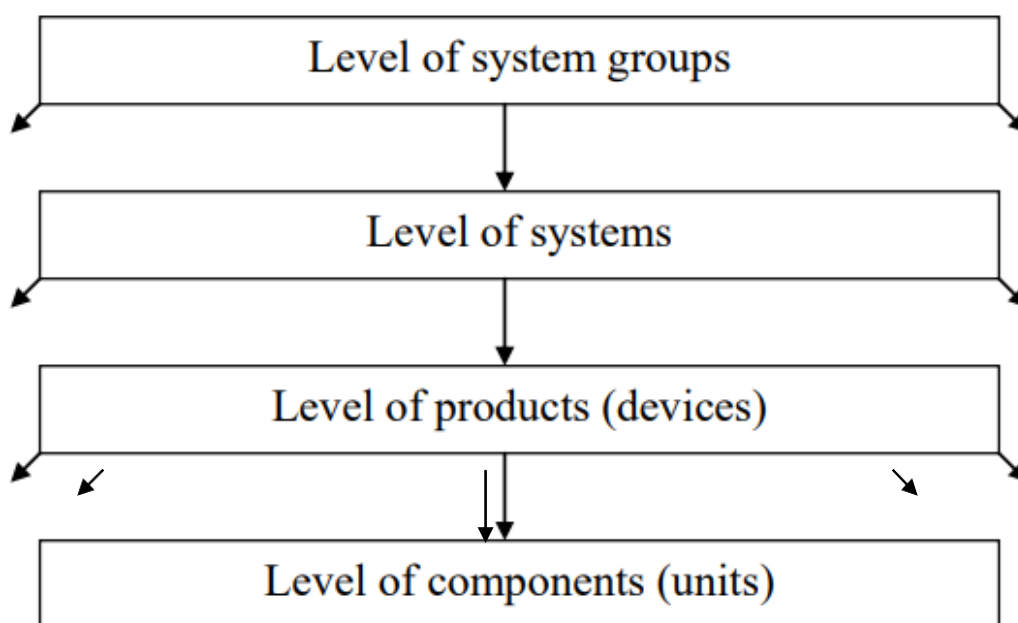 Level of system groups
Level of systems
Level of products (devices)
Level of components (units)